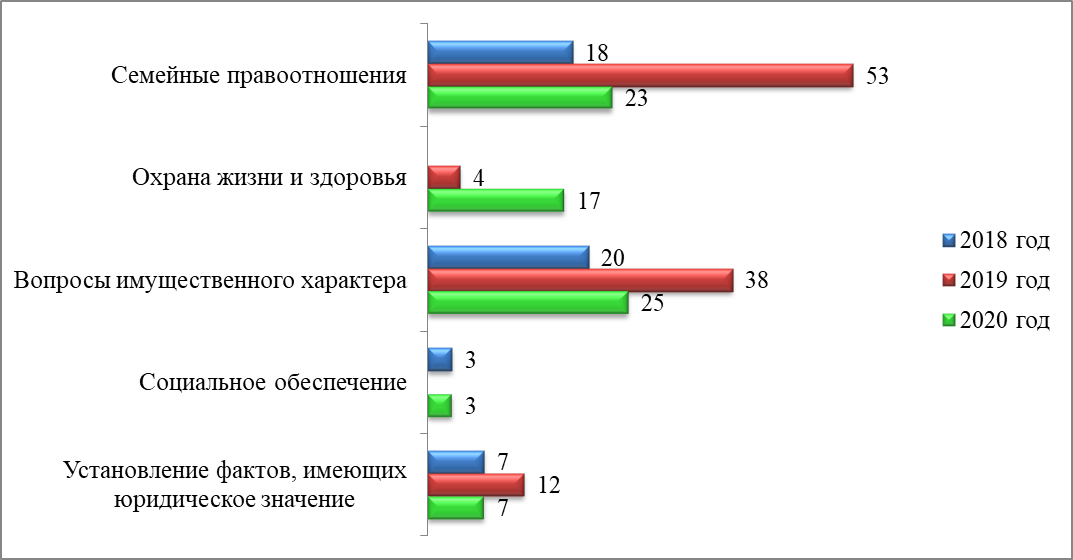 Семейные правоотношения
18
53
23
Охрана жизни и здоровья
4
17
Вопросы имущественного характера
20
38
25
Социальное обеспечение
3
3
Установление фактов, имеющих
юридическое значение
7
12
7
2018 год
2019 год
2020 год